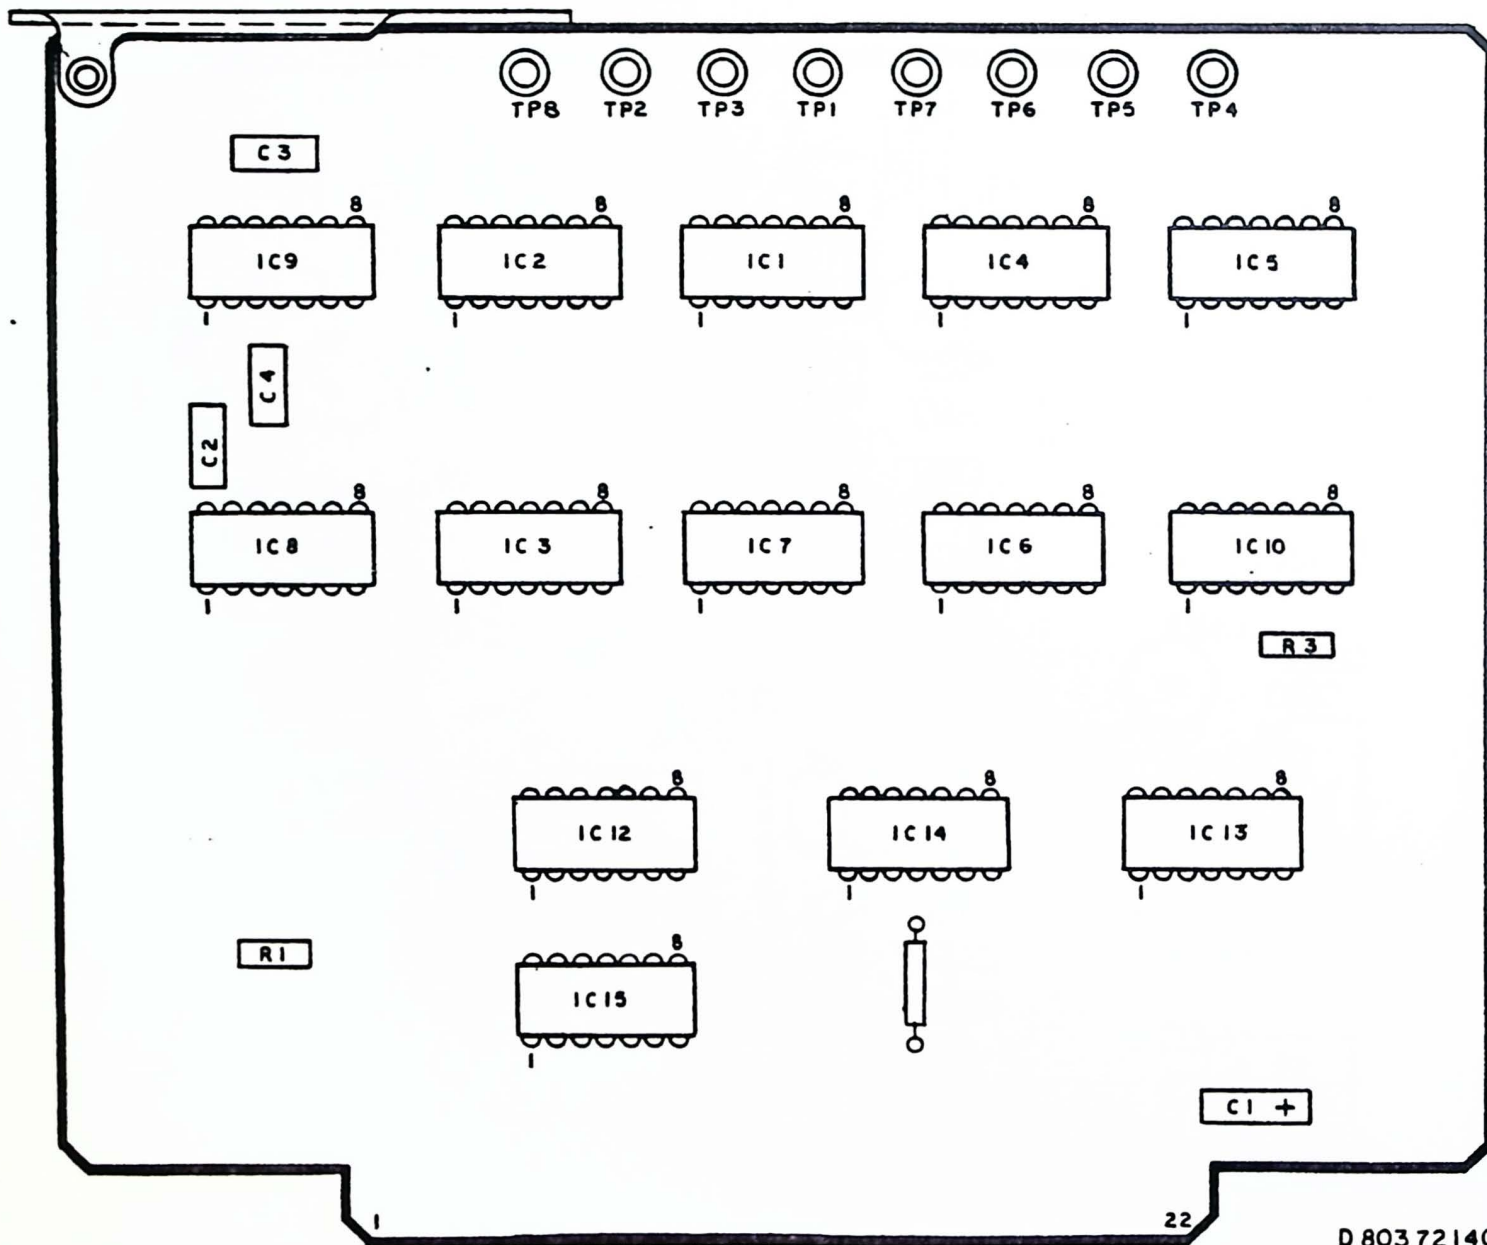 TP8 TP2 TP3 TP1 TP7 TP6 TP5 TP4
C3
8 8 8 8 8
IC9 IC2 IC1 IC4 IC5
1 1 1 1 1
C4
C2
8 8 8 8 8
IC8 IC3 IC7 IC6 IC10
1 1 1 1 1
R3
8 8 8
IC12 IC14 IC13
1 1 1
R1
8
IC15
1
C1 +
1 22
D80372140